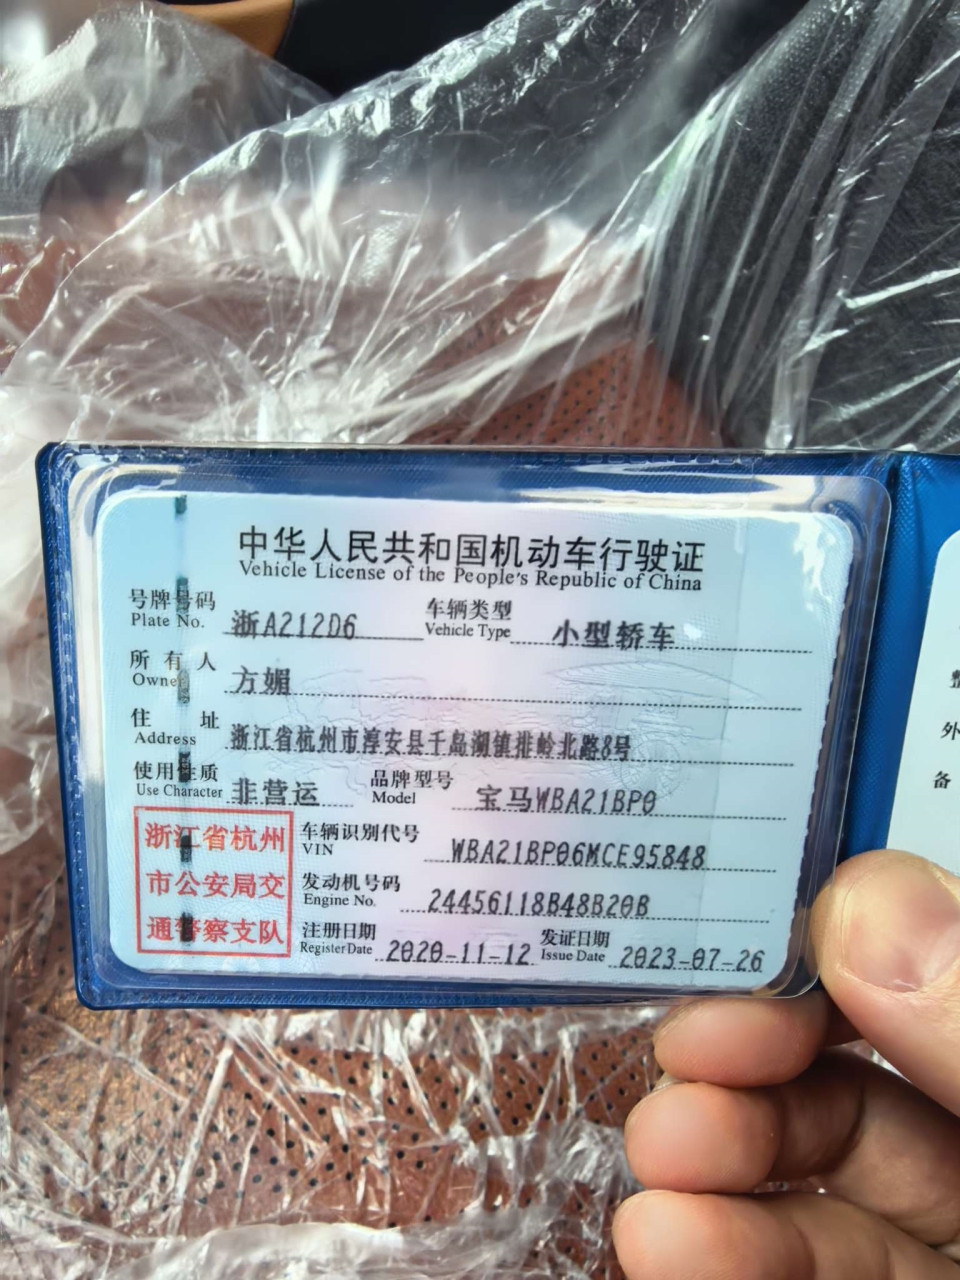 中华人民共和国机动车行驶证
Vehicle License of the People's Republic of China
号牌号码 浙A212D6 车辆类型 小型轿车
Plate No. Vehicle Type
所有人 方媚
Owner
住址 浙江省杭州市淳安县千岛湖镇排岭北路8号
Address
使用性质 非营运 品牌型号 宝马WBA21BP0
Use Character Model
浙江省杭州
市公安局交
通警察支队
车辆识别代号 WBA21BP06MCE95848
VIN
发动机号码 24456118B48B20B
Engine No.
注册日期 2020-11-12 发证日期 2023-07-26
Register Date Issue Date
整
外
备